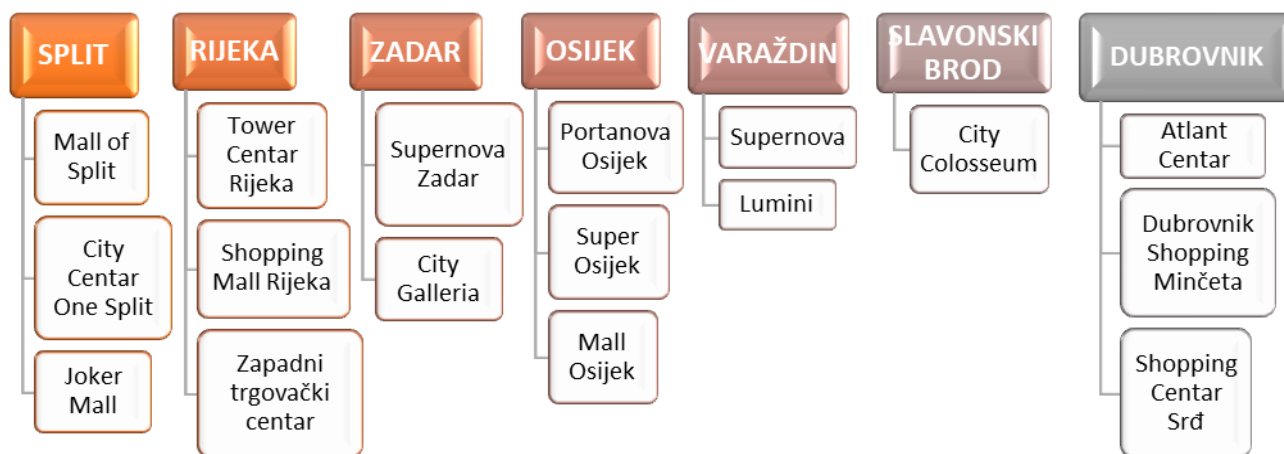 SPLIT
Mall of
Split
City
Centar
One Split
Joker
Mall
RIJEKA
Tower
Centar
Rijeka
Shopping
Mall Rijeka
Zapadni
trgovački
centar
ZADAR
Supernova
Zadar
City
Galleria
OSIJEK
Portanova
Osijek
Super
Osijek
Mall
Osijek
VARAŽDIN
Supernova
Lumini
SLAVONSKI
BROD
City
Colosseum
DUBROVNIK
Atlant
Centar
Dubrovnik
Shopping
Minčeta
Shopping
Centar
Srđ